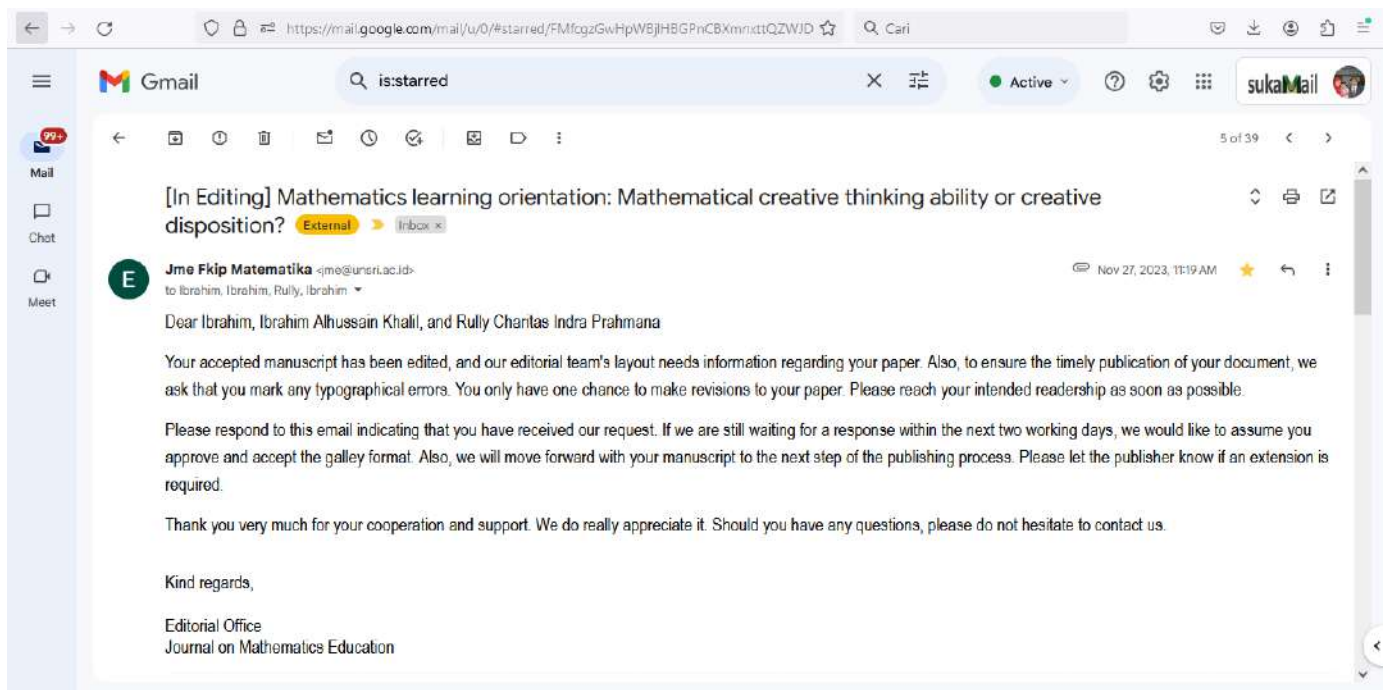 https://mail.google.com/mail/u/0/#starred/FMfcgzGwHpWBjlHBGPnCBXmnxttQZWJD
Cari
Gmail
is:starred
Active
sukaMail
99+
Mail
Chat
Meet
5 of 39
[In Editing] Mathematics learning orientation: Mathematical creative thinking ability or creative
disposition? External Inbox ×
E
Jme Fkip Matematika <jme@unsri.ac.id>
Nov 27, 2023, 11:19 AM
to Ibrahim, Ibrahim, Rully, Ibrahim
Dear Ibrahim, Ibrahim Alhussain Khalil, and Rully Charitas Indra Prahmana
Your accepted manuscript has been edited, and our editorial team's layout needs information regarding your paper. Also, to ensure the timely publication of your document, we
ask that you mark any typographical errors. You only have one chance to make revisions to your paper. Please reach your intended readership as soon as possible.
Please respond to this email indicating that you have received our request. If we are still waiting for a response within the next two working days, we would like to assume you
approve and accept the galley format. Also, we will move forward with your manuscript to the next step of the publishing process. Please let the publisher know if an extension is
required.
Thank you very much for your cooperation and support. We do really appreciate it. Should you have any questions, please do not hesitate to contact us.
Kind regards,
Editorial Office
Journal on Mathematics Education